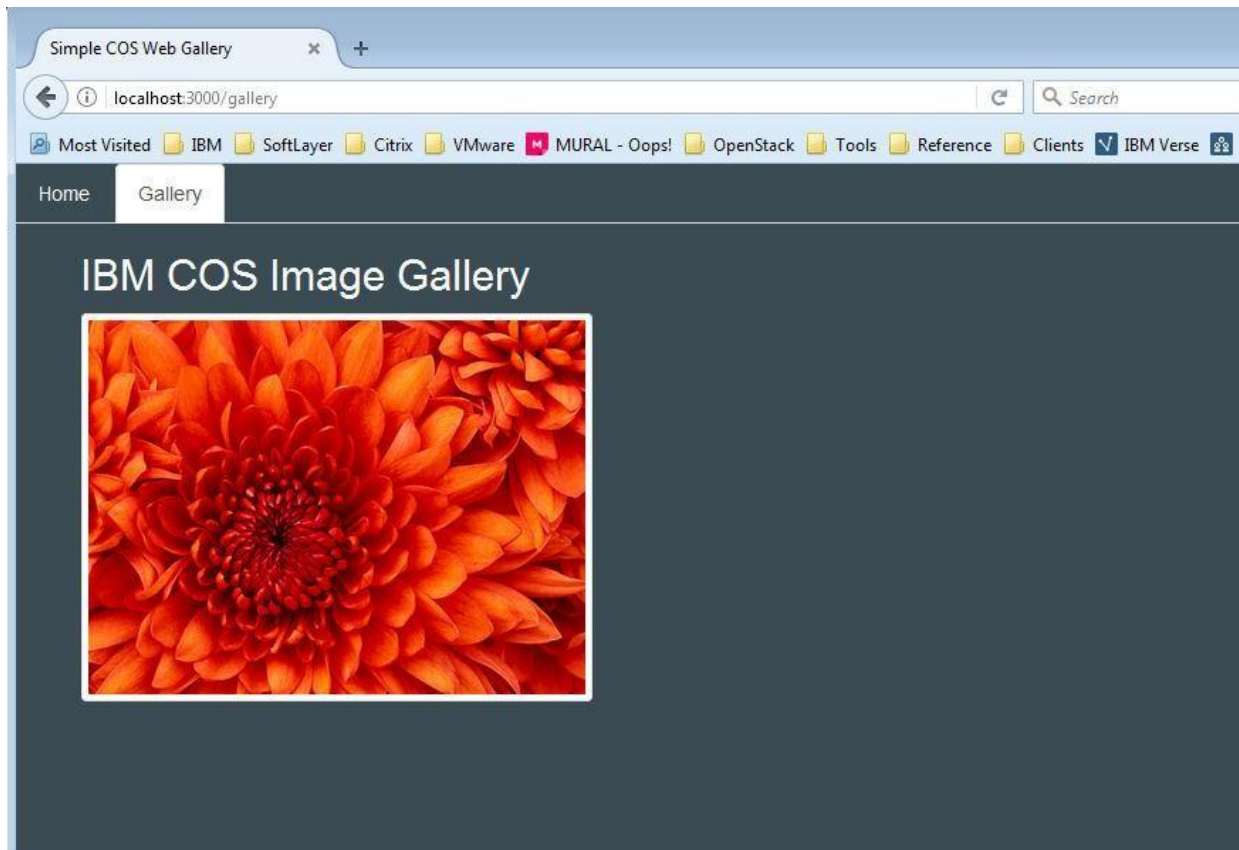 Simple COS Web Gallery
localhost:3000/gallery
Search
Most Visited IBM SoftLayer Citrix VMware MURAL - Oops! OpenStack Tools Reference Clients IBM Verse
Home Gallery
IBM COS Image Gallery